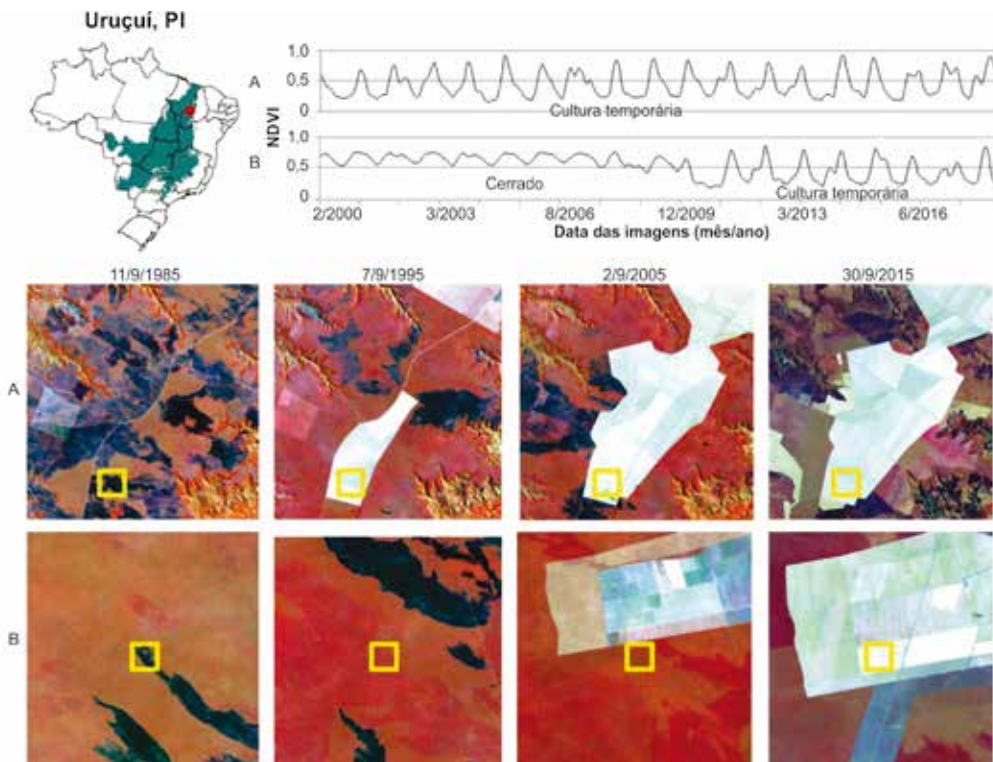 Uruçuí, PI
A
1.0
0.5
0
Cultura temporária
NDVI
B
1.0
0.5
0
Cerrado
Cultura temporária
2/2000 3/2003 8/2006 12/2009 3/2013 6/2016
Data das imagens (mês/ano)
11/9/1985 7/9/1995 2/9/2005 30/9/2015
A
B